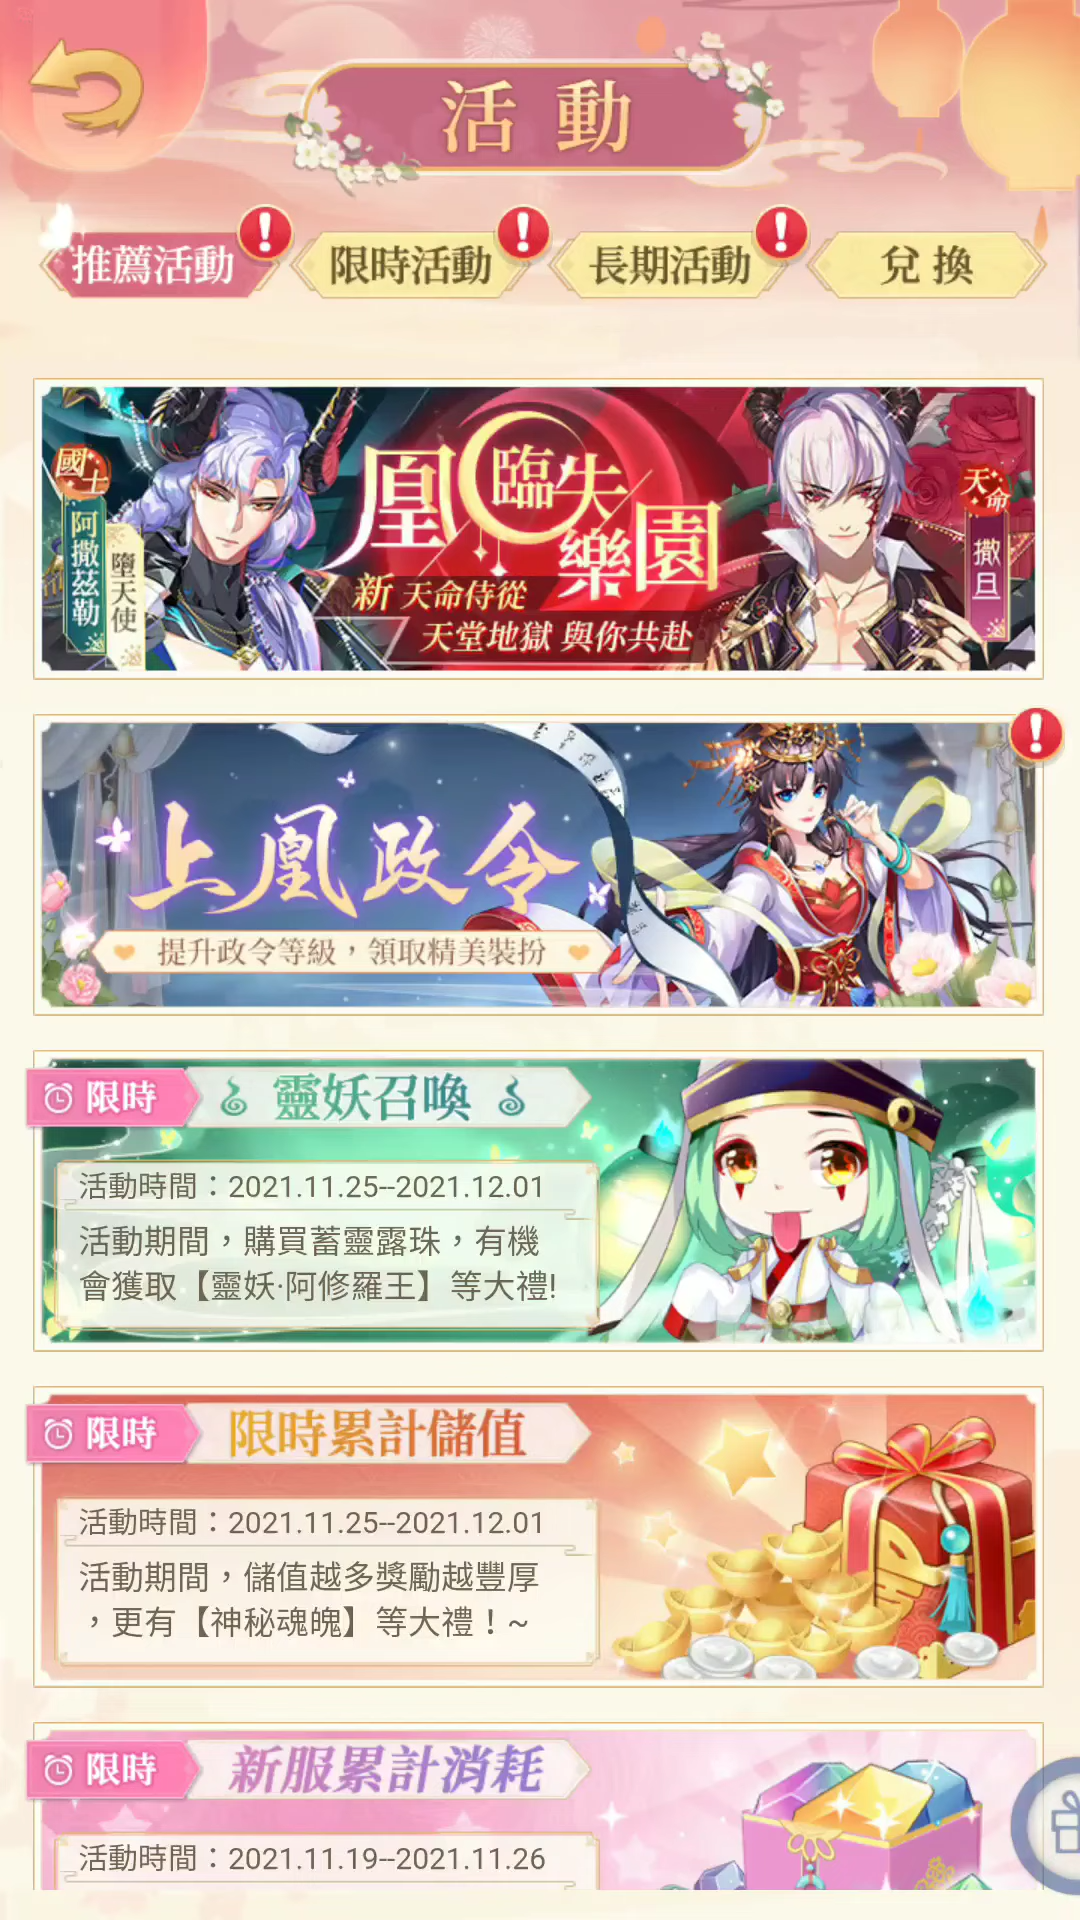 活動
推薦活動
限時活動
長期活動
兌換
國士
阿撒茲勒
墮天使
凰臨失樂園
新 天命侍從
天堂地獄 與你共赴
天命
撒旦
上凰政令
提升政令等級，領取精美裝扮
限時
靈妖召喚
活動時間：2021.11.25--2021.12.01
活動期間，購買蓄靈露珠，有機
會獲取【靈妖·阿修羅王】等大禮!
限時
限時累計儲值
活動時間：2021.11.25--2021.12.01
活動期間，儲值越多獎勵越豐厚
，更有【神秘魂魄】等大禮！~
限時
新服累計消耗
活動時間：2021.11.19--2021.11.26